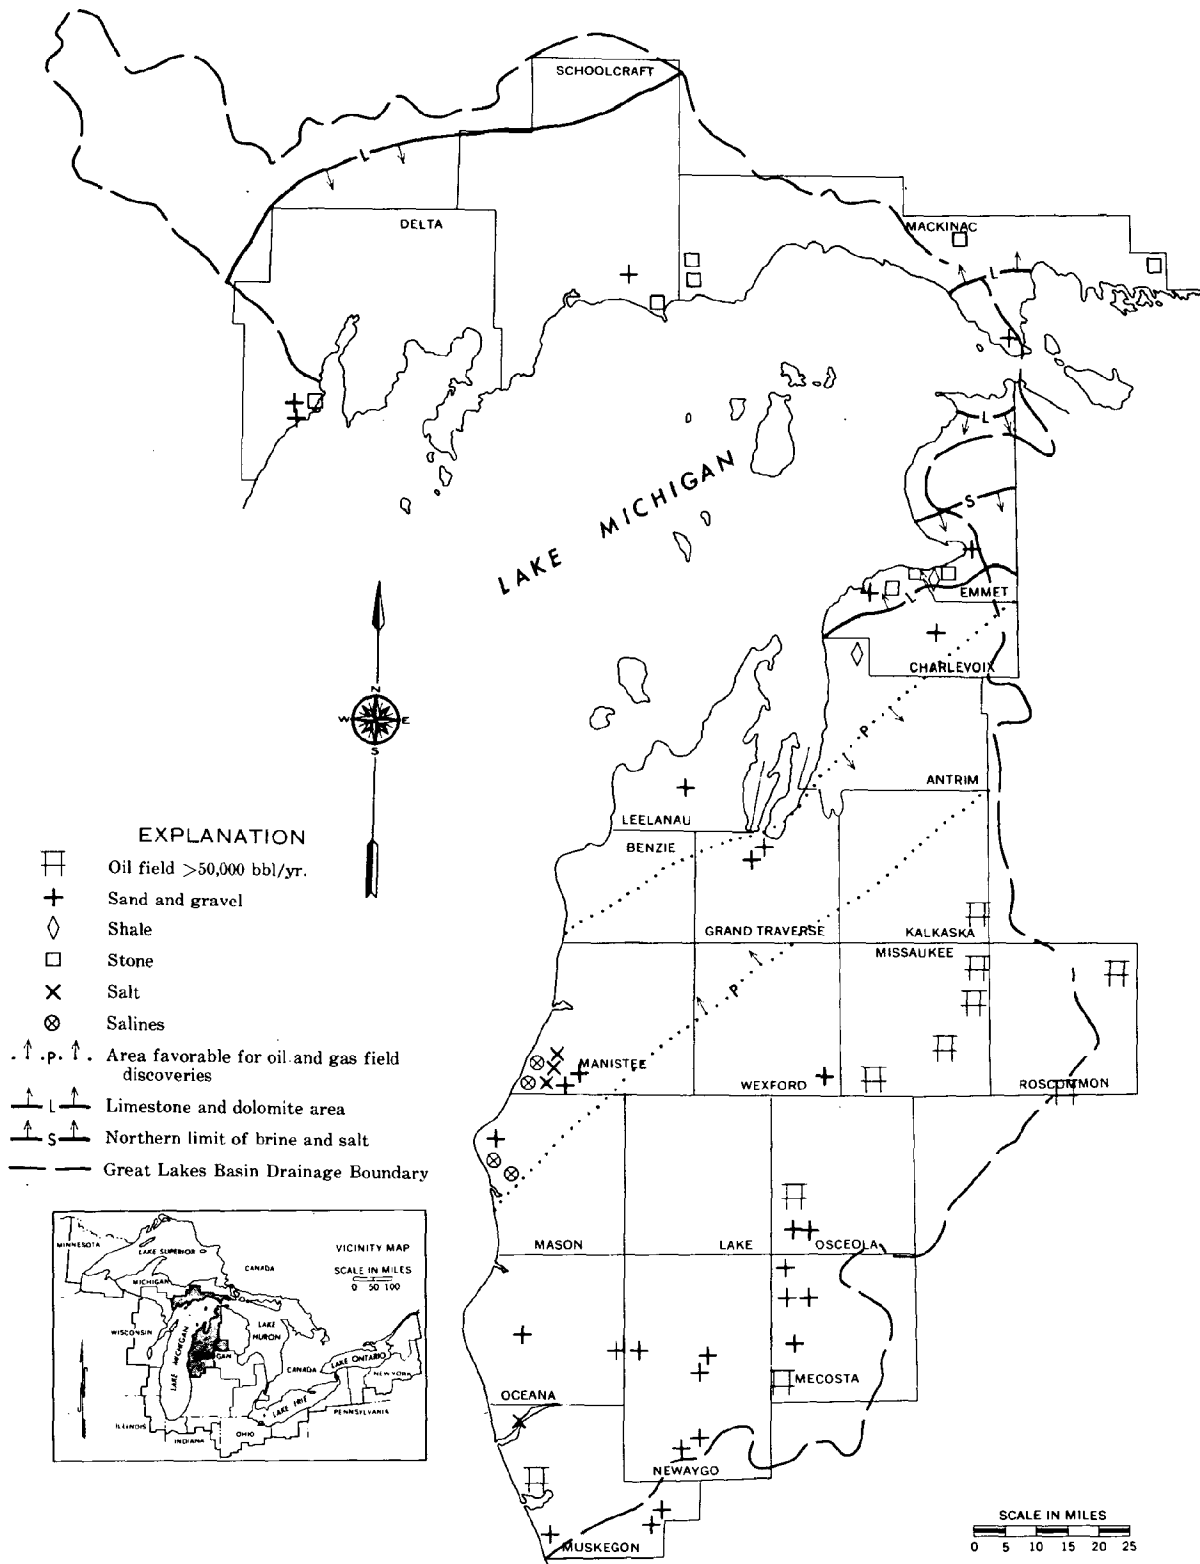 SCHOOLCRAFT
L
DELTA
MACKINAC
L
L
LAKE MICHIGAN
S
L
EMMET
CHARLEVOIX
N
W E
S
P
ANTRIM
LEELANAU
BENZIE
GRAND TRAVERSE
KALKASKA
MISSAUKEE
P
MANISTEE
WEXFORD
ROSCOMMON
MASON
LAKE
OSCEOLA
OCEANA
MECOSTA
NEWAYGO
MUSKEGON
EXPLANATION
Oil field >50,000 bbl/yr.
Sand and gravel
Shale
Stone
Salt
Salines
P Area favorable for oil and gas field
discoveries
L Limestone and dolomite area
S Northern limit of brine and salt
Great Lakes Basin Drainage Boundary
VICINITY MAP
SCALE IN MILES
0 50 100
MINNESOTA
LAKE SUPERIOR
CANADA
MICHIGAN
WISCONSIN
LAKE MICHIGAN
LAKE HURON
CANADA
LAKE ONTARIO
NEW YORK
LAKE ERIE
PENNSYLVANIA
ILLINOIS
INDIANA
OHIO
SCALE IN MILES
0 5 10 15 20 25